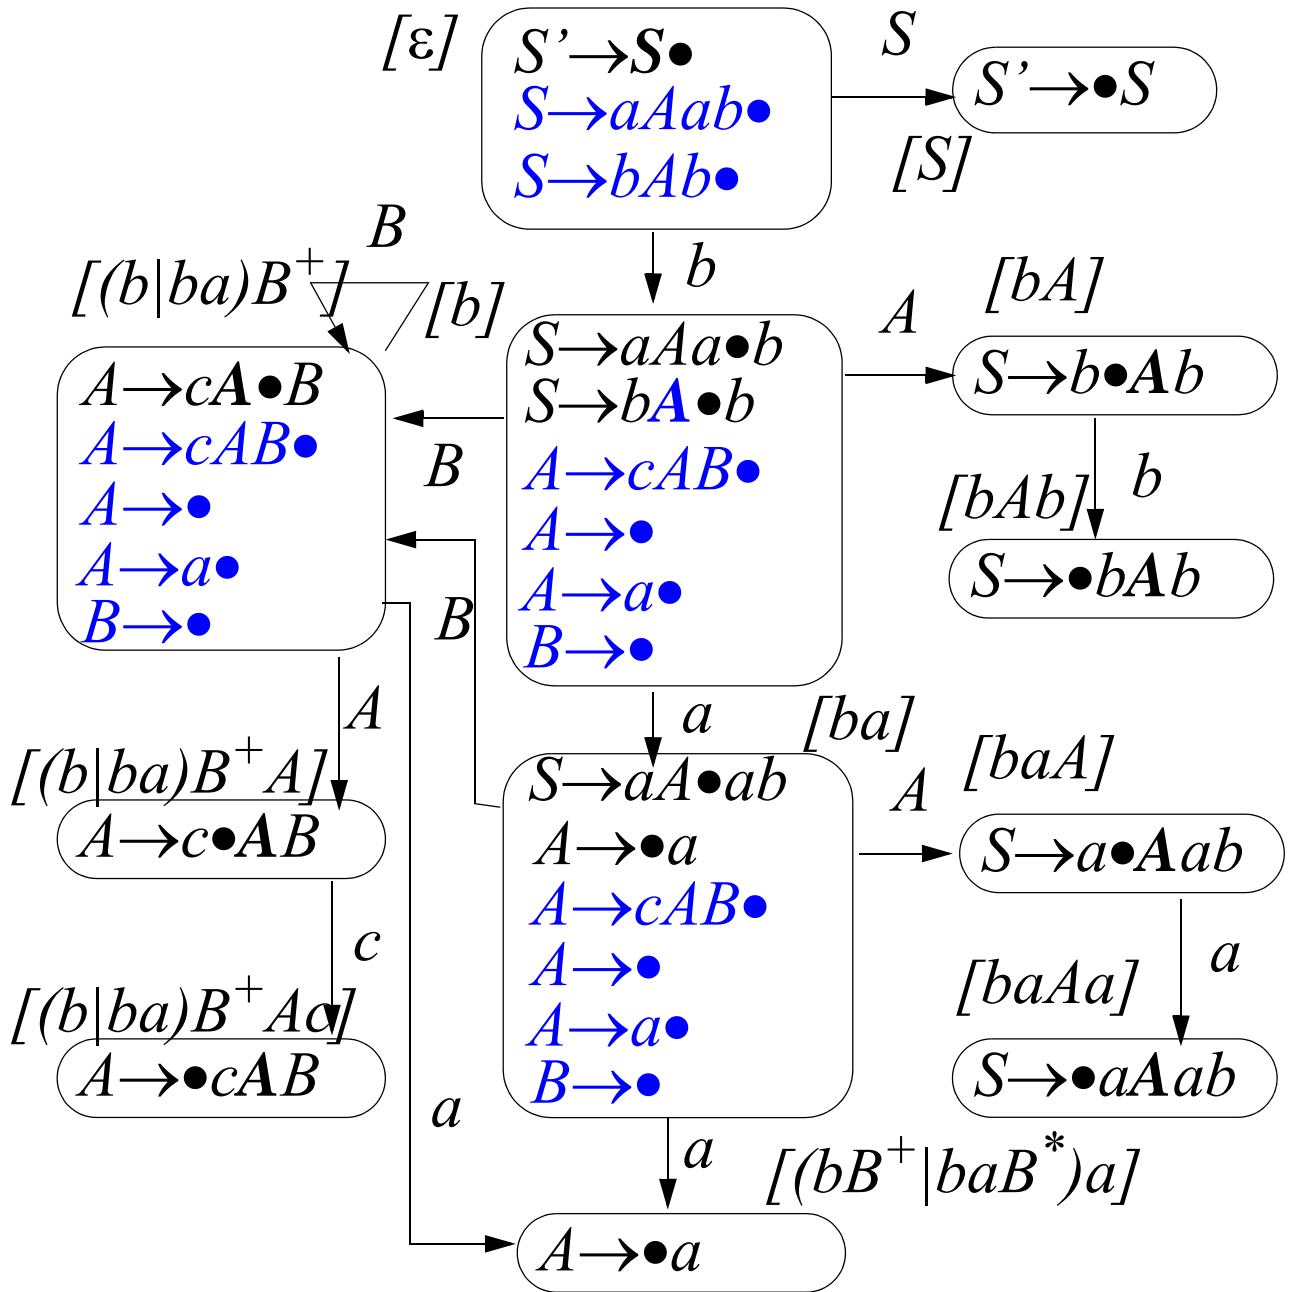 [ε]
S’→S●
S→aAab●
S→bAb●
S
S’→●S
[S]
b
B
[(b|ba)B⁺]
[b]
A→cA●B
A→cAB●
A→●
A→a●
B→●
B
B
S→aAa●b
S→bA●b
A→cAB●
A→●
A→a●
B→●
A
[bA]
S→b●Ab
b
[bAb]
S→●bAb
a
[ba]
A
[(b|ba)B⁺A]
A→c●AB
c
[(b|ba)B⁺Ac]
A→●cAB
S→aA●ab
A→●a
A→cAB●
A→●
A→a●
B→●
A
[baA]
S→a●Aab
a
[baAa]
S→●aAab
a
a
[(bB⁺|baB*)a]
A→●a